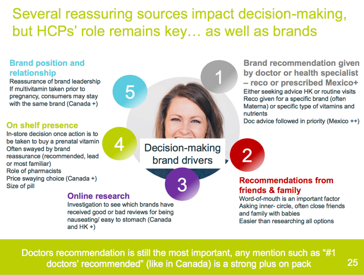 Several reassuring sources impact decision-making,
but HCPs' role remains key… as well as brands
Brand position and
relationship
Reassurance of brand leadership
If multivitamin taken prior to
pregnancy, consumers may stay
with the same brand (Canada +)
5
1
Brand recommendation given
by doctor or health specialist
– reco or prescribed Mexico+
Either seeking advice HK or routine visits
Reco given for a specific brand (often
Materna) or specific type of vitamins and
nutrients
Doc advice followed in priority (Mexico ++)
On shelf presence
In-store decision once action is to
be taken to buy a prenatal vitamin
Often swayed by brand
reassurance (recommended, lead
or most familiar)
Role of pharmacists
Price swaying choice (Canada +)
Size of pill
4
Decision-making
brand drivers
2
3
Recommendations from
friends & family
Word-of-mouth is an important factor
Asking inner- circle, often close friends
and family with babies
Easier than researching all options
Online research
Investigation to see which brands have
received good or bad reviews for being
nauseating/ easy to stomach (Canada
and HK +)
Doctors recommendation is still the most important, any mention such as "#1
doctors' recommended" (like in Canada) is a strong plus on pack
25